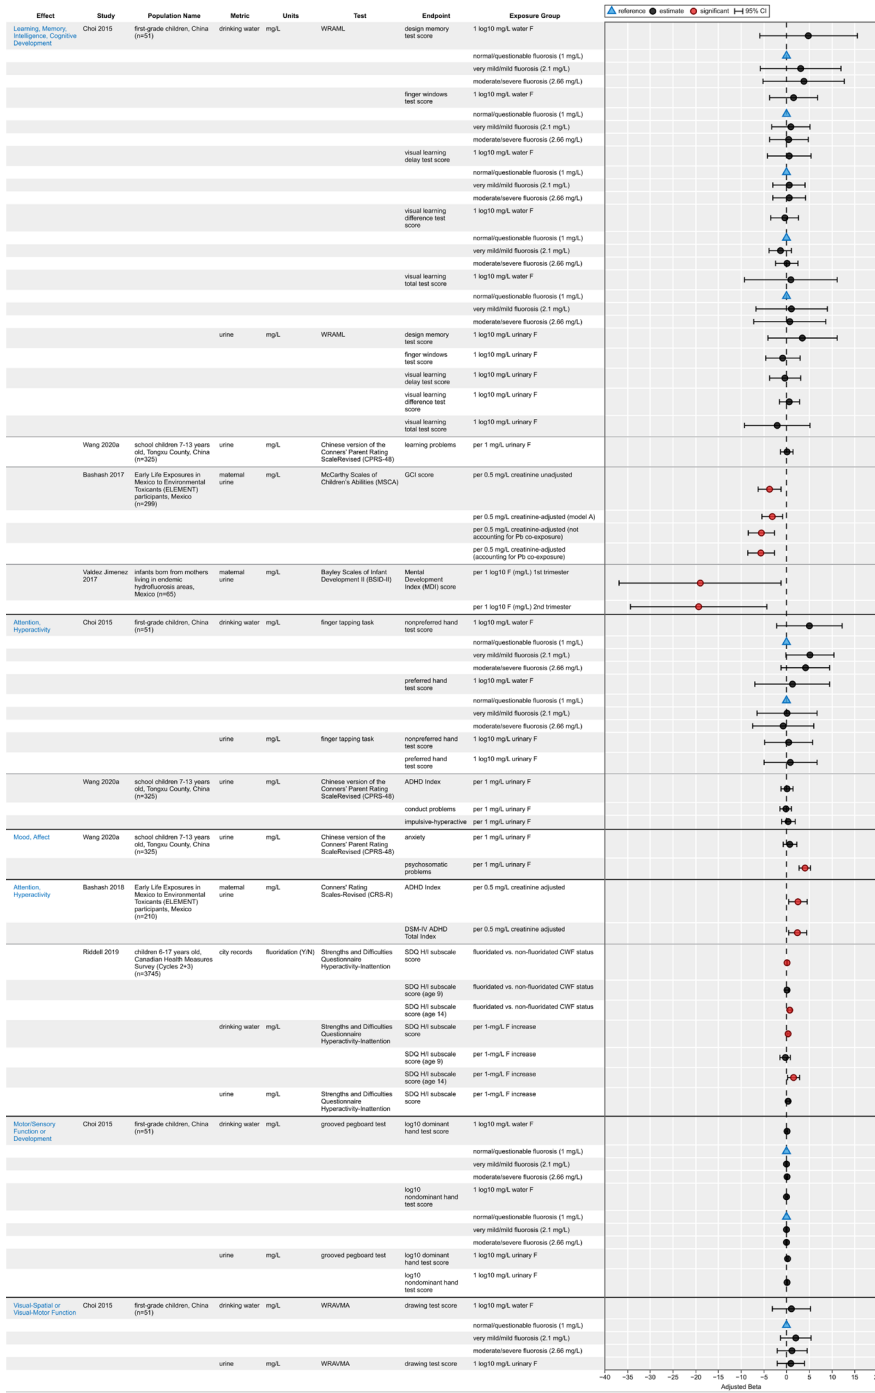 Effect Study Population Name Metric Units Test Endpoint Exposure Group
reference estimate significant 95% CI
Learning, Memory, Intelligence, Cognitive Development Choi 2015 first-grade children, China (n=51) drinking water mg/L WRAML design memory test score 1 log10 mg/L water F
normal/questionable fluorosis (1 mg/L)
very mild/mild fluorosis (2.1 mg/L)
moderate/severe fluorosis (2.66 mg/L)
finger windows test score 1 log10 mg/L water F
normal/questionable fluorosis (1 mg/L)
very mild/mild fluorosis (2.1 mg/L)
moderate/severe fluorosis (2.66 mg/L)
visual learning delay test score 1 log10 mg/L water F
normal/questionable fluorosis (1 mg/L)
very mild/mild fluorosis (2.1 mg/L)
moderate/severe fluorosis (2.66 mg/L)
visual learning difference test score 1 log10 mg/L water F
normal/questionable fluorosis (1 mg/L)
very mild/mild fluorosis (2.1 mg/L)
moderate/severe fluorosis (2.66 mg/L)
visual learning total test score 1 log10 mg/L water F
normal/questionable fluorosis (1 mg/L)
very mild/mild fluorosis (2.1 mg/L)
moderate/severe fluorosis (2.66 mg/L)
urine mg/L WRAML design memory test score 1 log10 mg/L urinary F
finger windows test score 1 log10 mg/L urinary F
visual learning delay test score 1 log10 mg/L urinary F
visual learning difference test score 1 log10 mg/L urinary F
visual learning total test score 1 log10 mg/L urinary F
Wang 2020a school children 7-13 years old, Tongxu County, China (n=325) urine mg/L Chinese version of the Conners' Parent Rating ScaleRevised (CPRS-48) learning problems per 1 mg/L urinary F
Bashash 2017 Early Life Exposures in Mexico to Environmental Toxicants (ELEMENT) participants, Mexico (n=299) maternal urine mg/L McCarthy Scales of Children's Abilities (MSCA) GCI score per 0.5 mg/L creatinine unadjusted
per 0.5 mg/L creatinine-adjusted (model A)
per 0.5 mg/L creatinine-adjusted (not accounting for Pb co-exposure)
per 0.5 mg/L creatinine-adjusted (accounting for Pb co-exposure)
Valdez Jimenez 2017 infants born from mothers living in endemic hydrofluorosis areas, Mexico (n=65) maternal urine mg/L Bayley Scales of Infant Development II (BSID-II) Mental Development Index (MDI) score per 1 log10 F (mg/L) 1st trimester
per 1 log10 F (mg/L) 2nd trimester
Attention, Hyperactivity Choi 2015 first-grade children, China (n=51) drinking water mg/L finger tapping task nonpreferred hand test score 1 log10 mg/L water F
normal/questionable fluorosis (1 mg/L)
very mild/mild fluorosis (2.1 mg/L)
moderate/severe fluorosis (2.66 mg/L)
preferred hand test score 1 log10 mg/L water F
normal/questionable fluorosis (1 mg/L)
very mild/mild fluorosis (2.1 mg/L)
moderate/severe fluorosis (2.66 mg/L)
urine mg/L finger tapping task nonpreferred hand test score 1 log10 mg/L urinary F
preferred hand test score 1 log10 mg/L urinary F
Wang 2020a school children 7-13 years old, Tongxu County, China (n=325) urine mg/L Chinese version of the Conners' Parent Rating ScaleRevised (CPRS-48) ADHD Index per 1 mg/L urinary F
conduct problems per 1 mg/L urinary F
impulsive-hyperactive per 1 mg/L urinary F
Mood, Affect Wang 2020a school children 7-13 years old, Tongxu County, China (n=325) urine mg/L Chinese version of the Conners' Parent Rating ScaleRevised (CPRS-48) anxiety per 1 mg/L urinary F
psychosomatic problems per 1 mg/L urinary F
Attention, Hyperactivity Bashash 2018 Early Life Exposures in Mexico to Environmental Toxicants (ELEMENT) participants, Mexico (n=210) maternal urine mg/L Conners' Rating Scales-Revised (CRS-R) ADHD Index per 0.5 mg/L creatinine adjusted
DSM-IV ADHD Total Index per 0.5 mg/L creatinine adjusted
Riddell 2019 children 6-17 years old, Canadian Health Measures Survey (Cycles 2+3) (n=3745) city records fluoridation (Y/N) Strengths and Difficulties Questionnaire Hyperactivity-Inattention SDQ H/I subscale score fluoridated vs. non-fluoridated CWF status
SDQ H/I subscale score (age 9) fluoridated vs. non-fluoridated CWF status
SDQ H/I subscale score (age 14) fluoridated vs. non-fluoridated CWF status
drinking water mg/L Strengths and Difficulties Questionnaire Hyperactivity-Inattention SDQ H/I subscale score per 1-mg/L F increase
SDQ H/I subscale score (age 9) per 1-mg/L F increase
SDQ H/I subscale score (age 14) per 1-mg/L F increase
urine mg/L Strengths and Difficulties Questionnaire Hyperactivity-Inattention SDQ H/I subscale score per 1-mg/L F increase
Motor/Sensory Function or Development Choi 2015 first-grade children, China (n=51) drinking water mg/L grooved pegboard test log10 dominant hand test score 1 log10 mg/L water F
normal/questionable fluorosis (1 mg/L)
very mild/mild fluorosis (2.1 mg/L)
moderate/severe fluorosis (2.66 mg/L)
log10 nondominant hand test score 1 log10 mg/L water F
normal/questionable fluorosis (1 mg/L)
very mild/mild fluorosis (2.1 mg/L)
moderate/severe fluorosis (2.66 mg/L)
urine mg/L grooved pegboard test log10 dominant hand test score 1 log10 mg/L urinary F
log10 nondominant hand test score 1 log10 mg/L urinary F
Visual-Spatial or Visual-Motor Function Choi 2015 first-grade children, China (n=51) drinking water mg/L WRAVMA drawing test score 1 log10 mg/L water F
normal/questionable fluorosis (1 mg/L)
very mild/mild fluorosis (2.1 mg/L)
moderate/severe fluorosis (2.66 mg/L)
urine mg/L WRAVMA drawing test score 1 log10 mg/L urinary F
−40 −35 −30 −25 −20 −15 −10 −5 0 5 10 15
Adjusted Beta